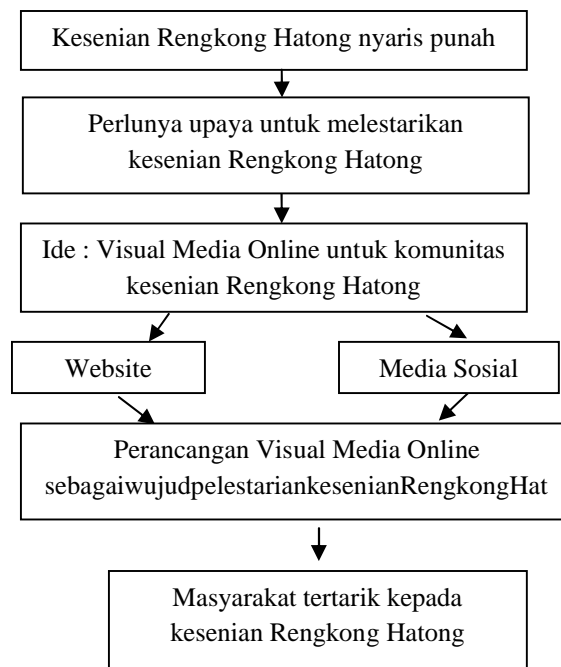 Kesenian Rengkong Hatong nyaris punah
Perlunya upaya untuk melestarikan
kesenian Rengkong Hatong
Ide : Visual Media Online untuk komunitas
kesenian Rengkong Hatong
Website
Media Sosial
Perancangan Visual Media Online
sebagaiwujudpelestariankesenianRengkongHat
Masyarakat tertarik kepada
kesenian Rengkong Hatong